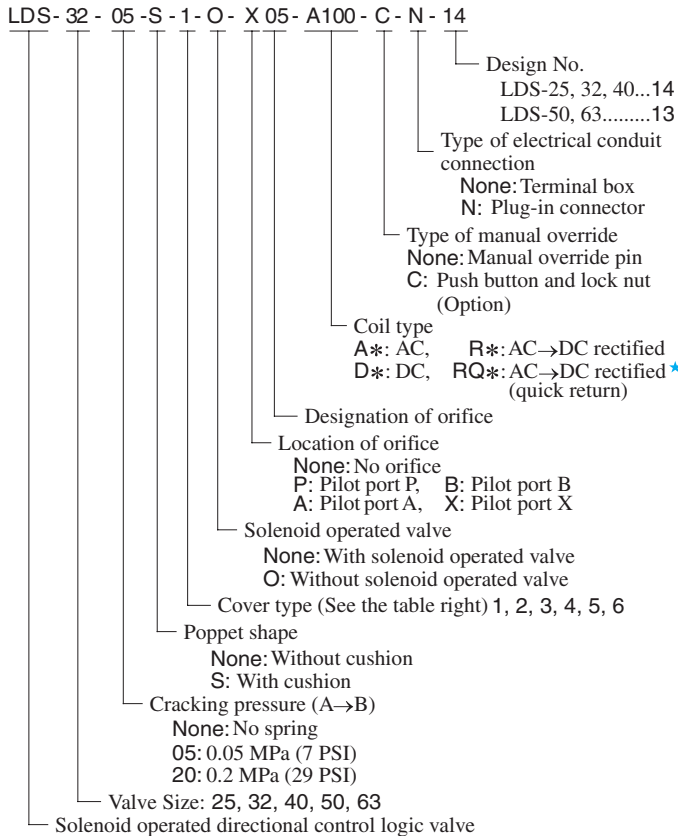 LDS - 32 - 05 - S - 1 - O - X 05 - A100 - C - N - 14
Design No.
LDS-25, 32, 40...14
LDS-50, 63.........13
Type of electrical conduit
connection
None: Terminal box
N: Plug-in connector
Type of manual override
None: Manual override pin
C: Push button and lock nut
(Option)
Coil type
A*: AC, R*: AC→DC rectified
D*: DC, RQ*: AC→DC rectified ★
(quick return)
Designation of orifice
Location of orifice
None: No orifice
P: Pilot port P, B: Pilot port B
A: Pilot port A, X: Pilot port X
Solenoid operated valve
None: With solenoid operated valve
O: Without solenoid operated valve
Cover type (See the table right) 1, 2, 3, 4, 5, 6
Poppet shape
None: Without cushion
S: With cushion
Cracking pressure (A→B)
None: No spring
05: 0.05 MPa (7 PSI)
20: 0.2 MPa (29 PSI)
Valve Size: 25, 32, 40, 50, 63
Solenoid operated directional control logic valve